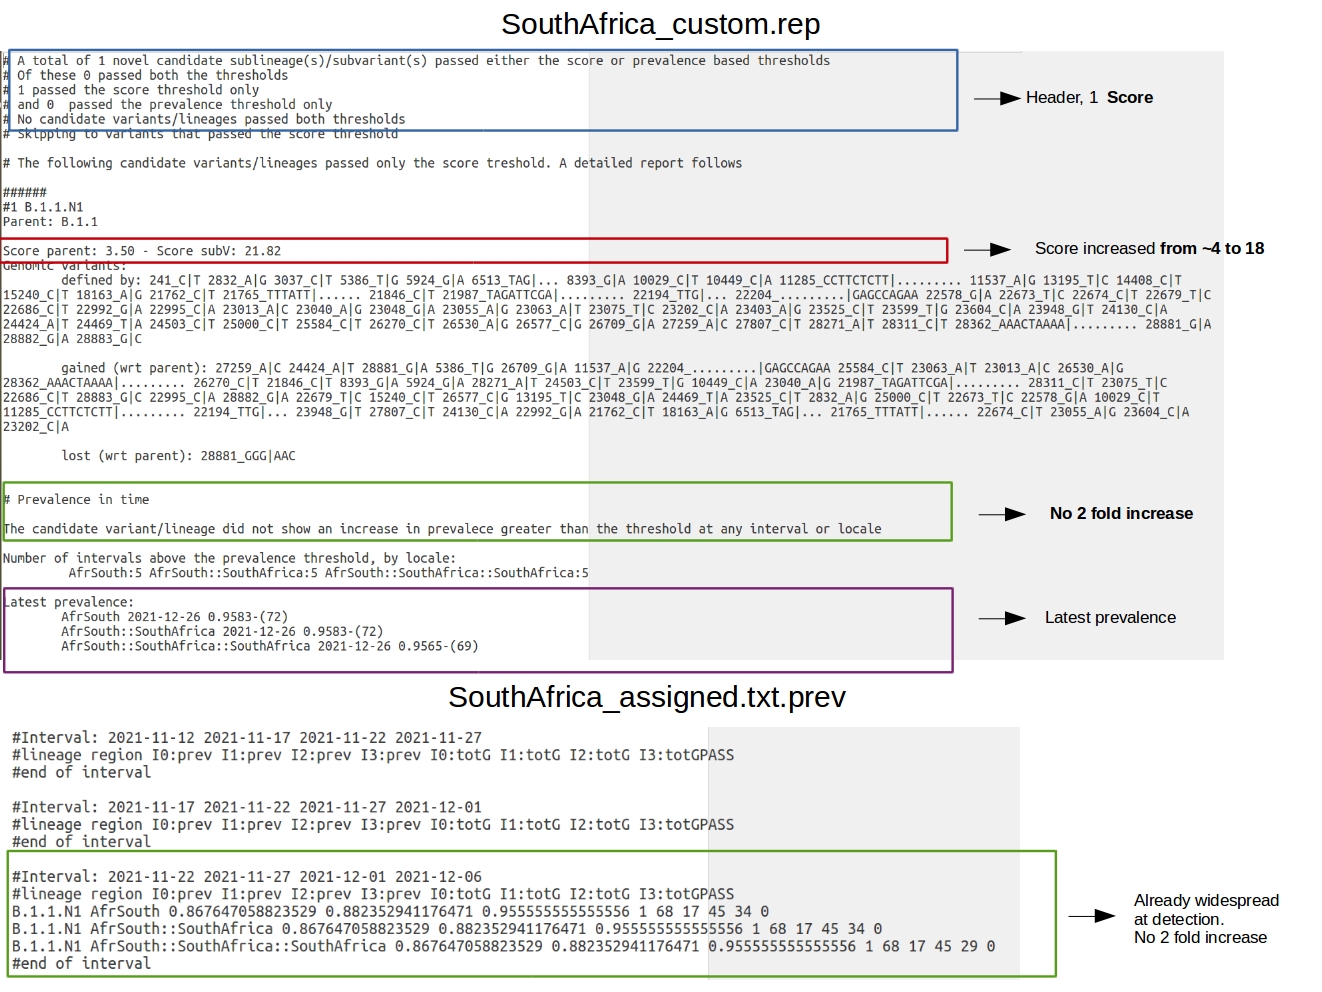 SouthAfrica_custom.rep
# A total of 1 novel candidate sublineage(s)/subvariant(s) passed either the score or prevalence based thresholds
# Of these 0 passed both the thresholds
# 1 passed the score threshold only
# and 0  passed the prevalence threshold only
# No candidate variants/lineages passed both thresholds
# Skipping to variants that passed the score threshold
Header, 1 Score
# The following candidate variants/lineages passed only the score treshold. A detailed report follows
######
#1 B.1.1.N1
Parent: B.1.1
Score parent: 3.50 - Score subV: 21.82
Score increased from ~4 to 18
Genomic variants:
defined by: 241_C|T 2832_A|G 3037_C|T 5386_T|G 5924_G|A 6513_TAG|... 8393_G|A 10029_C|T 10449_C|A 11285_CCTTCTCTT|......... 11537_A|G 13195_T|C 14408_C|T
15240_C|T 18163_A|G 21762_C|T 21765_TTTATT|...... 21846_C|T 21987_TAGATTCGA|......... 22194_TTG|... 22204_.........|GAGCCAGAA 22578_G|A 22673_T|C 22674_C|T 22679_T|C
22686_C|T 22992_G|A 22995_C|A 23013_A|C 23040_A|G 23048_G|A 23055_A|G 23063_A|T 23075_T|C 23202_C|A 23403_A|G 23525_C|T 23599_T|G 23604_C|A 23948_G|T 24130_C|A
24424_A|T 24469_T|A 24503_C|T 25000_C|T 25584_C|T 26270_C|T 26530_A|G 26577_C|G 26709_G|A 27259_A|C 27807_C|T 28271_A|T 28311_C|T 28362_AAACTAAAA|......... 28881_G|A
28882_G|A 28883_G|C
gained (wrt parent): 27259_A|C 24424_A|T 28881_G|A 5386_T|G 26709_G|A 11537_A|G 22204_.........|GAGCCAGAA 25584_C|T 23063_A|T 23013_A|C 26530_A|G
28362_AAACTAAAA|......... 26270_C|T 21846_C|T 8393_G|A 5924_G|A 28271_A|T 24503_C|T 23599_T|G 10449_C|A 23040_A|G 21987_TAGATTCGA|......... 28311_C|T 23075_T|C
22686_C|T 28883_G|C 22995_C|A 28882_G|A 22679_T|C 15240_C|T 26577_C|G 13195_T|C 23048_G|A 24469_T|A 23525_C|T 2832_A|G 25000_C|T 22673_T|C 22578_G|A 10029_C|T
11285_CCTTCTCTT|......... 22194_TTG|... 23948_G|T 27807_C|T 24130_C|A 22992_G|A 21762_C|T 18163_A|G 6513_TAG|... 21765_TTTATT|...... 22674_C|T 23055_A|G 23604_C|A
23202_C|A
lost (wrt parent): 28881_GGG|AAC
# Prevalence in time
No 2 fold increase
The candidate variant/lineage did not show an increase in prevalece greater than the threshold at any interval or locale
Number of intervals above the prevalence threshold, by locale:
AfrSouth:5 AfrSouth::SouthAfrica:5 AfrSouth::SouthAfrica::SouthAfrica:5
Latest prevalence:
AfrSouth 2021-12-26 0.9583-(72)
AfrSouth::SouthAfrica 2021-12-26 0.9583-(72)
AfrSouth::SouthAfrica::SouthAfrica 2021-12-26 0.9565-(69)
Latest prevalence
SouthAfrica_assigned.txt.prev
#Interval: 2021-11-12 2021-11-17 2021-11-22 2021-11-27
#lineage region I0:prev I1:prev I2:prev I3:prev I0:totG I1:totG I2:totG I3:totGPASS
#end of interval
#Interval: 2021-11-17 2021-11-22 2021-11-27 2021-12-01
#lineage region I0:prev I1:prev I2:prev I3:prev I0:totG I1:totG I2:totG I3:totGPASS
#end of interval
#Interval: 2021-11-22 2021-11-27 2021-12-01 2021-12-06
#lineage region I0:prev I1:prev I2:prev I3:prev I0:totG I1:totG I2:totG I3:totGPASS
B.1.1.N1 AfrSouth 0.867647058823529 0.882352941176471 0.955555555555556 1 68 17 45 34 0
B.1.1.N1 AfrSouth::SouthAfrica 0.867647058823529 0.882352941176471 0.955555555555556 1 68 17 45 34 0
B.1.1.N1 AfrSouth::SouthAfrica::SouthAfrica 0.867647058823529 0.882352941176471 0.955555555555556 1 68 17 45 29 0
#end of interval
Already widespread
at detection.
No 2 fold increase